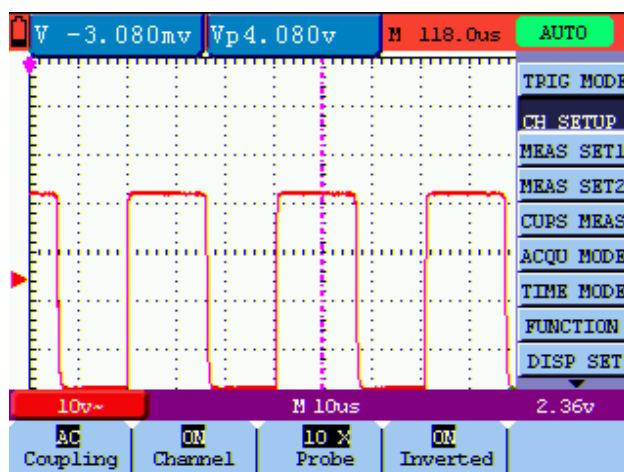 V -3.080mv Vp4.080v M 118.0us AUTO
TRIG MODE
CH SETUP
MEAS SET1
MEAS SET2
CURS MEAS
ACQU MODE
TIME MODE
FUNCTION
DISP SET
10v~ M 10us 2.36v
AC ON 10 X ON
Coupling Channel Probe Inverted